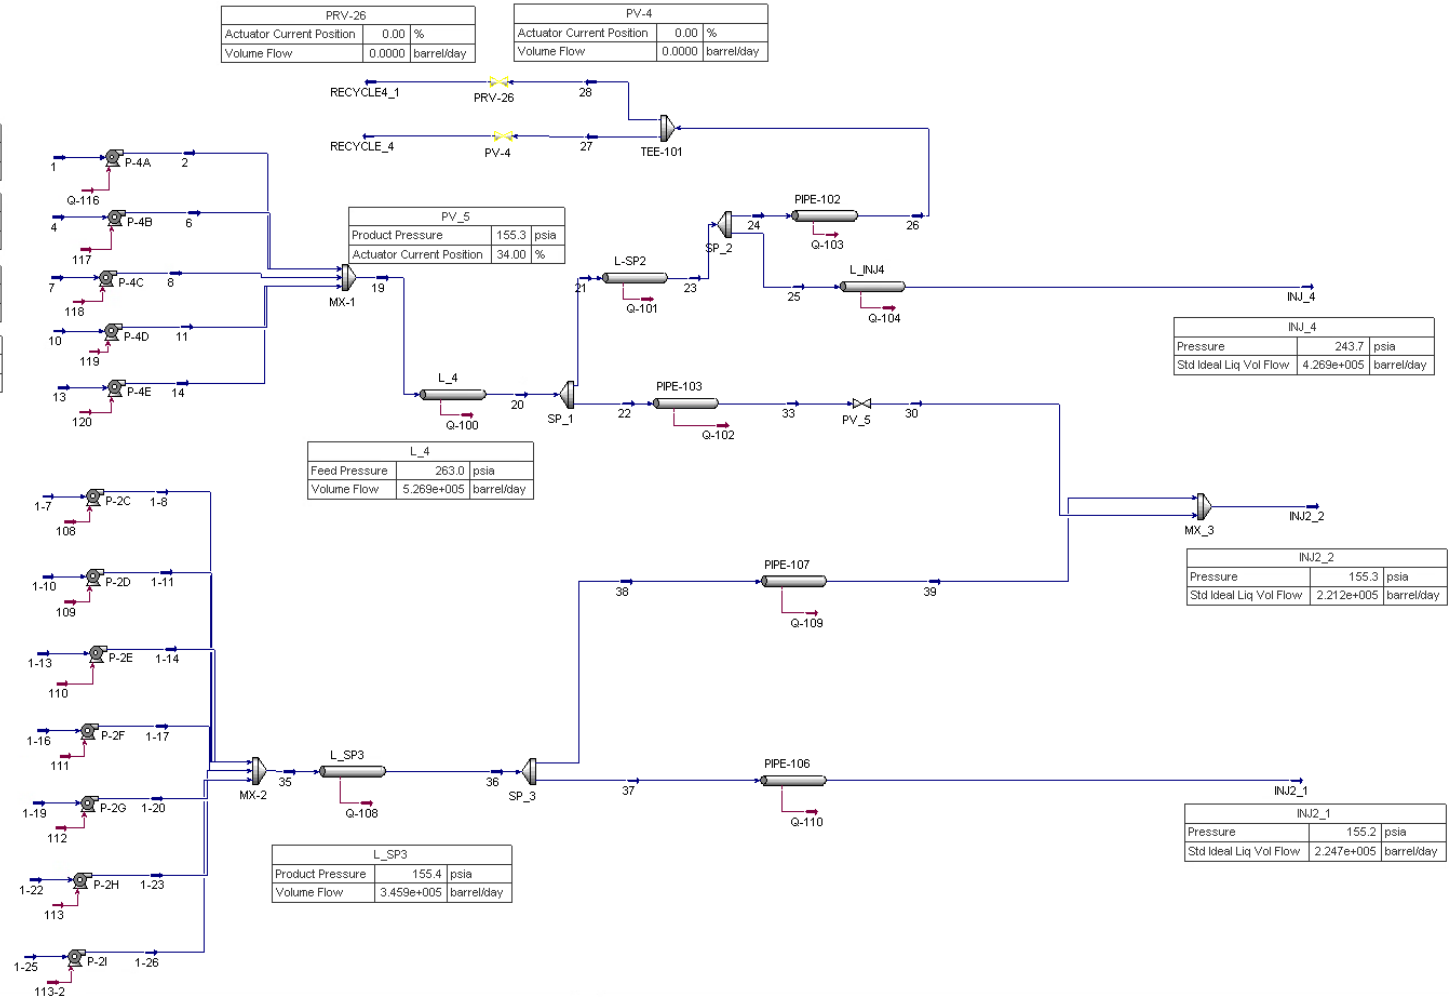 PRV-26
Actuator Current Position 0.00 %
Volume Flow 0.0000 barrel/day
PV-4
Actuator Current Position 0.00 %
Volume Flow 0.0000 barrel/day
RECYCLE4_1
PRV-26
28
RECYCLE_4
PV-4
27
TEE-101
1
P-4A
2
Q-116
4
P-4B
6
117
7
P-4C
8
118
10
P-4D
11
119
13
P-4E
14
120
MX-1
19
PV_5
Product Pressure 155.3 psia
Actuator Current Position 34.00 %
PIPE-102
24
26
Q-103
SP_2
L-SP2
21
23
Q-101
L_INJ4
25
Q-104
INJ_4
INJ_4
Pressure 243.7 psia
Std Ideal Liq Vol Flow 4.269e+005 barrel/day
L_4
20
Q-100
SP_1
PIPE-103
22
33
Q-102
PV_5
30
L_4
Feed Pressure 263.0 psia
Volume Flow 5.269e+005 barrel/day
1-7
P-2C
1-8
108
1-10
P-2D
1-11
109
1-13
P-2E
1-14
110
1-16
P-2F
1-17
111
1-19
P-2G
1-20
112
1-22
P-2H
1-23
113
1-25
P-2I
1-26
113-2
MX-2
35
L_SP3
36
Q-108
SP_3
PIPE-107
38
39
Q-109
MX_3
INJ2_2
INJ2_2
Pressure 155.3 psia
Std Ideal Liq Vol Flow 2.212e+005 barrel/day
PIPE-106
37
Q-110
INJ2_1
INJ2_1
Pressure 155.2 psia
Std Ideal Liq Vol Flow 2.247e+005 barrel/day
L_SP3
Product Pressure 155.4 psia
Volume Flow 3.459e+005 barrel/day